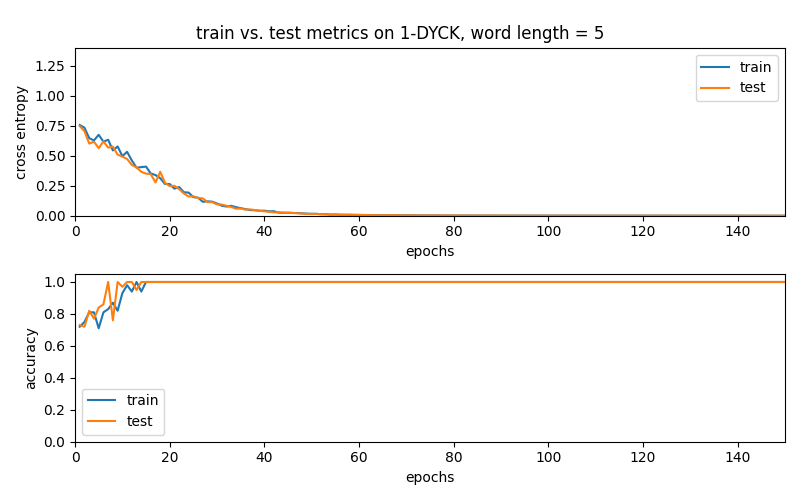 train vs. test metrics on 1-DYCK, word length = 5
1.25
1.00
0.75
0.50
0.25
0.00
cross entropy
train
test
0 20 40 60 80 100 120 140
epochs
1.0
0.8
0.6
0.4
0.2
0.0
accuracy
train
test
0 20 40 60 80 100 120 140
epochs